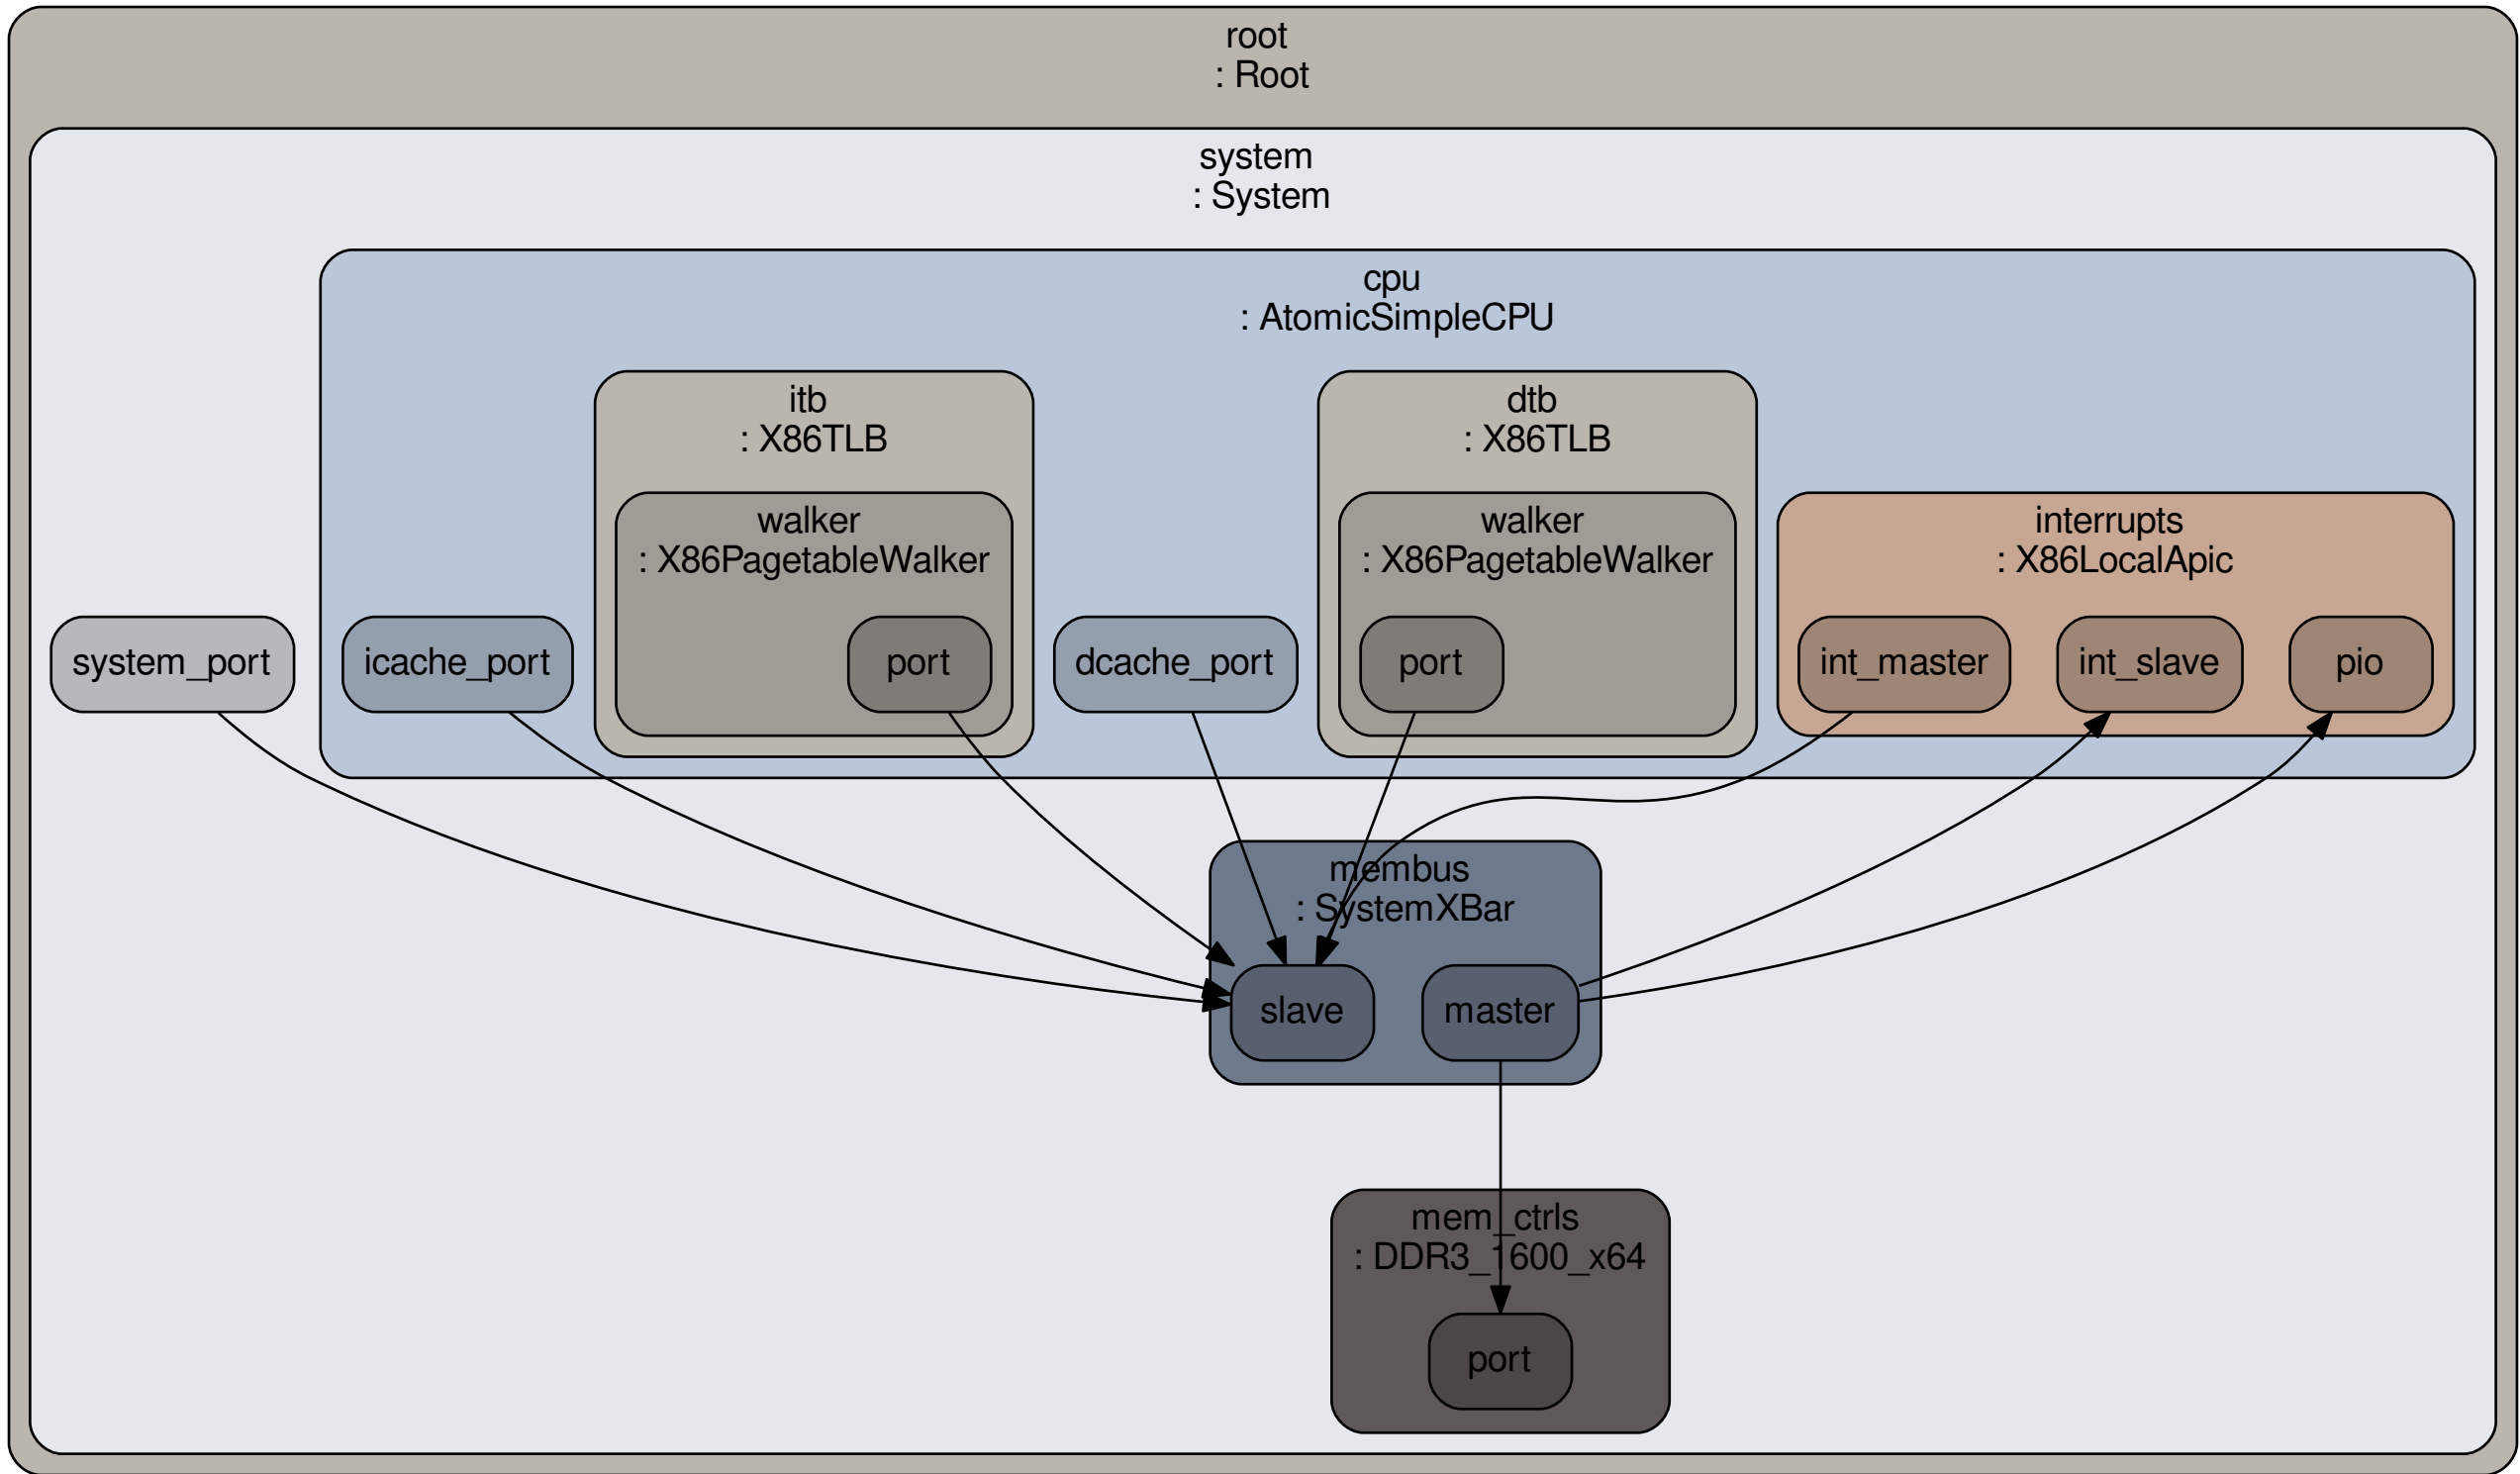 root
: Root
system
: System
cpu
: AtomicSimpleCPU
itb
: X86TLB
dtb
: X86TLB
walker
: X86PagetableWalker
walker
: X86PagetableWalker
interrupts
: X86LocalApic
system_port
icache_port
port
dcache_port
port
int_master
int_slave
pio
membus
: SystemXBar
slave
master
mem_ctrls
: DDR3_1600_x64
port